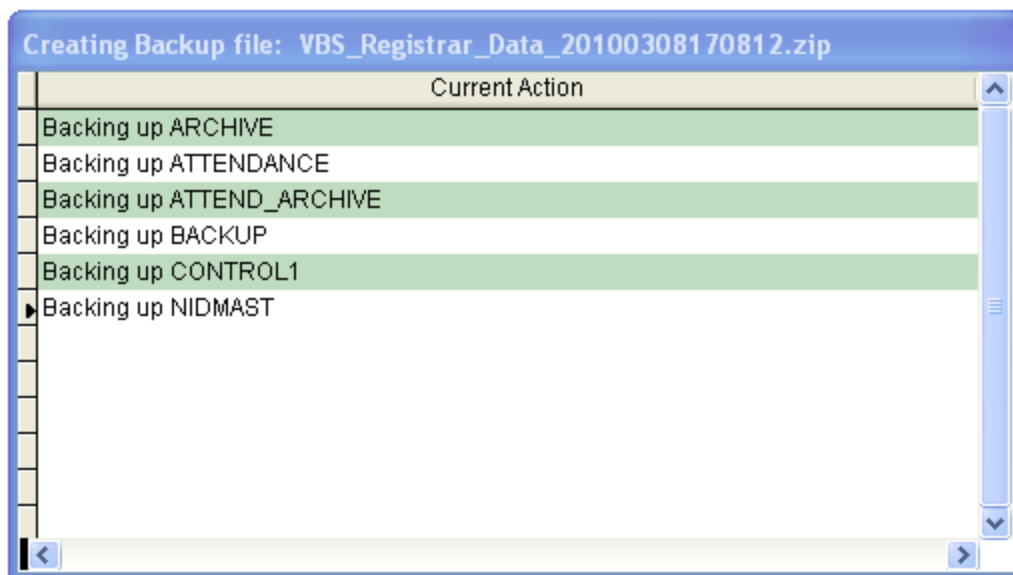 Creating Backup file: VBS_Registrar_Data_20100308170812.zip
Current Action
Backing up ARCHIVE
Backing up ATTENDANCE
Backing up ATTEND_ARCHIVE
Backing up BACKUP
Backing up CONTROL1
Backing up NIDMAST